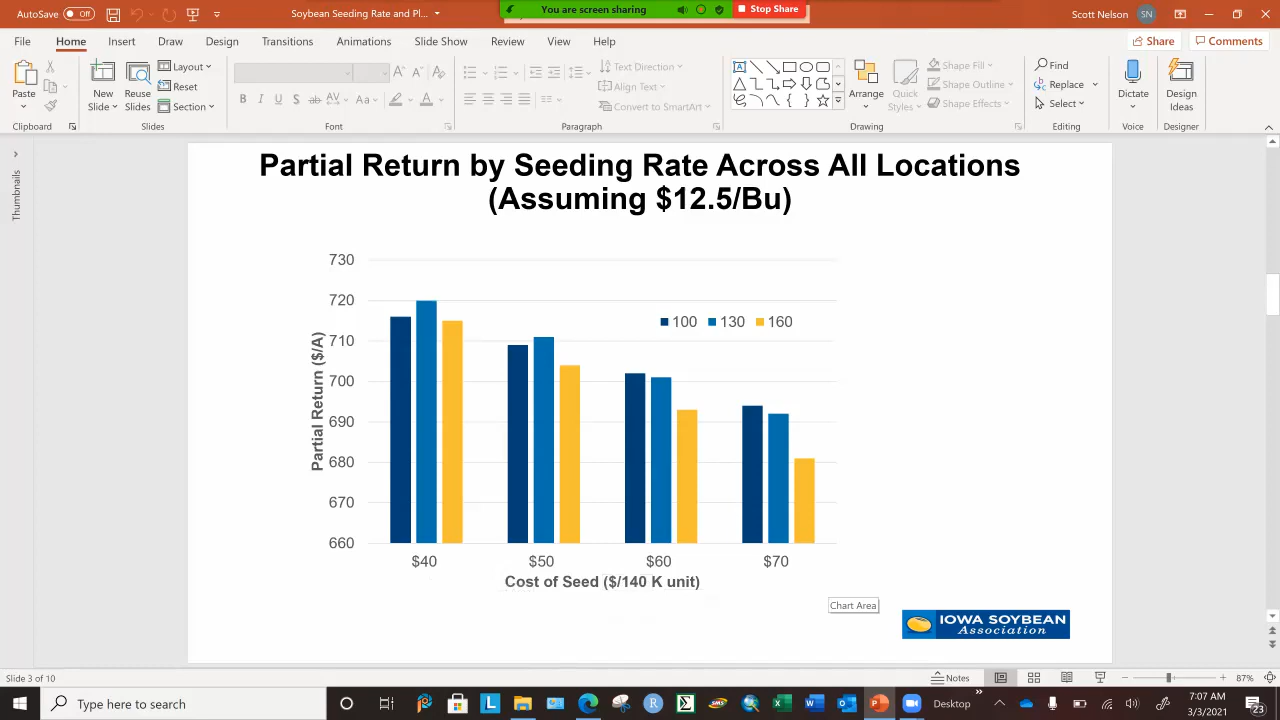 AutoSave Off
Soybean Seeding Rate and Pl...
You are screen sharing
Stop Share
Scott Nelson SN
File Home Insert Draw Design Transitions Animations Slide Show Review View Help
Share Comments
Paste
New Slide
Reuse Slides
Layout
Reset
Section
B I U S ab AV Aa A
A A A
Text Direction
Align Text
Convert to SmartArt
Arrange
Quick Styles
Shape Fill
Shape Outline
Shape Effects
Find
Replace
Select
Dictate
Design Ideas
Clipboard Slides Font Paragraph Drawing Editing Voice Designer
Thumbnails
Partial Return by Seeding Rate Across All Locations
(Assuming $12.5/Bu)
730
720
710
700
690
680
670
660
Partial Return ($/A)
100 130 160
$40 $50 $60 $70
Cost of Seed ($/140 K unit)
Chart Area
IOWA SOYBEAN
Association
Slide 3 of 10
Notes
87%
Type here to search
Desktop
7:07 AM
3/3/2021
23